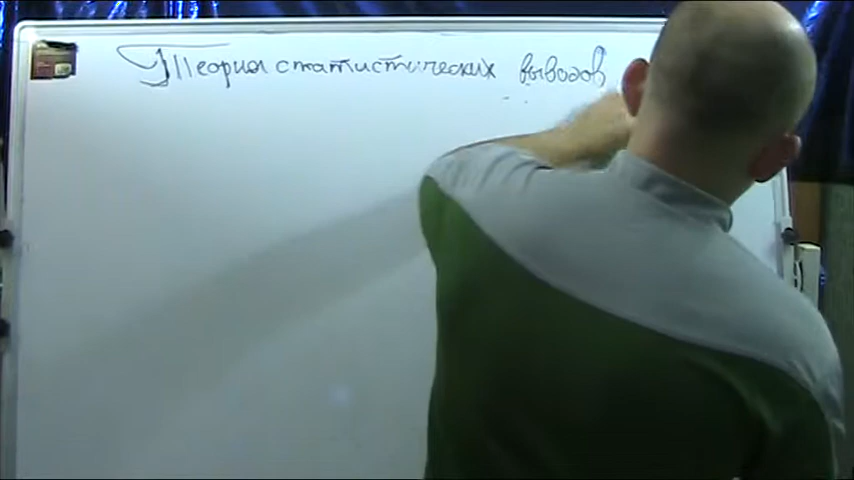 Теория статистических выводов